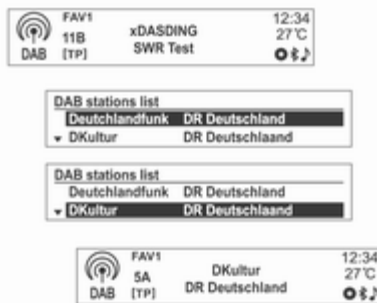 FAV1
12:34
11B
xDASDING
27℃
DAB
[TP]
SWR Test
DAB stations list
Deutchlandfunk DR Deutschland
DKultur DR Deutschlaand
DAB stations list
Deutchlandfunk DR Deutschland
DKultur DR Deutschlaand
FAV1
12:34
5A
DKultur
27℃
DAB
[TP]
DR Deutschland